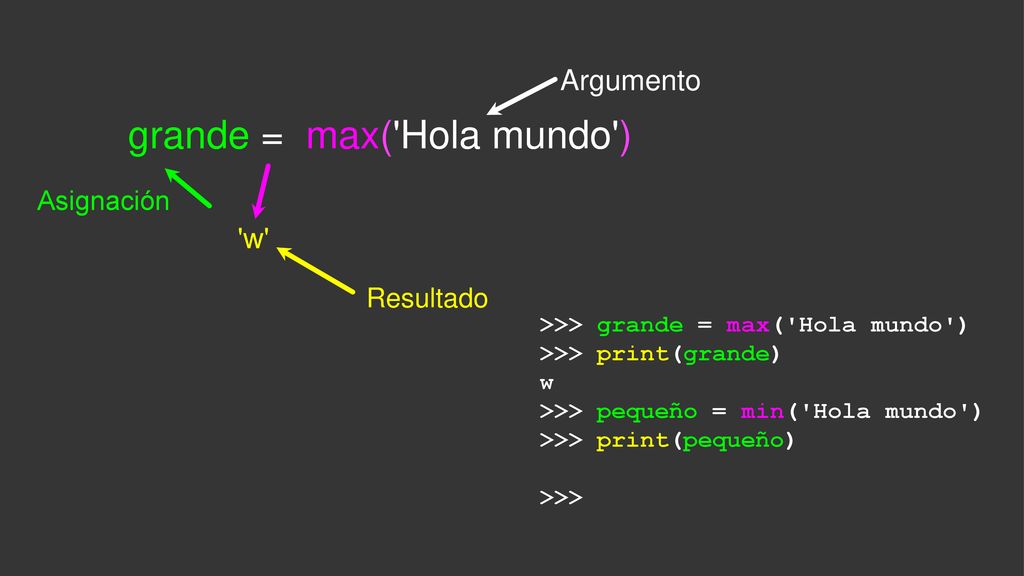 Argumento
grande = max('Hola mundo')
Asignación
'w'
Resultado
>>> grande = max('Hola mundo')
>>> print(grande)
w
>>> pequeño = min('Hola mundo')
>>> print(pequeño)
>>>